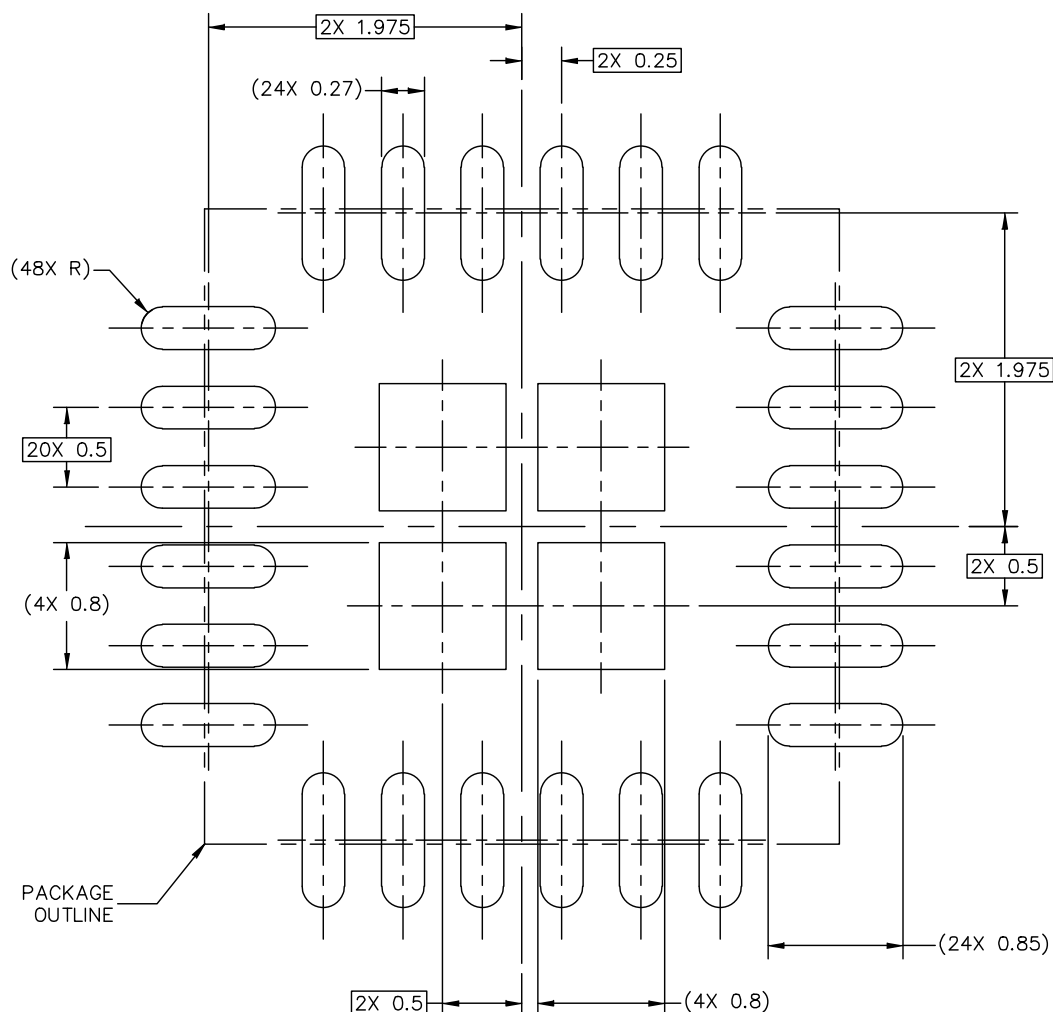 2X 1.975
2X 0.25
(24X 0.27)
(48X R)
2X 1.975
20X 0.5
2X 0.5
(4X 0.8)
PACKAGE
OUTLINE
(24X 0.85)
2X 0.5
(4X 0.8)